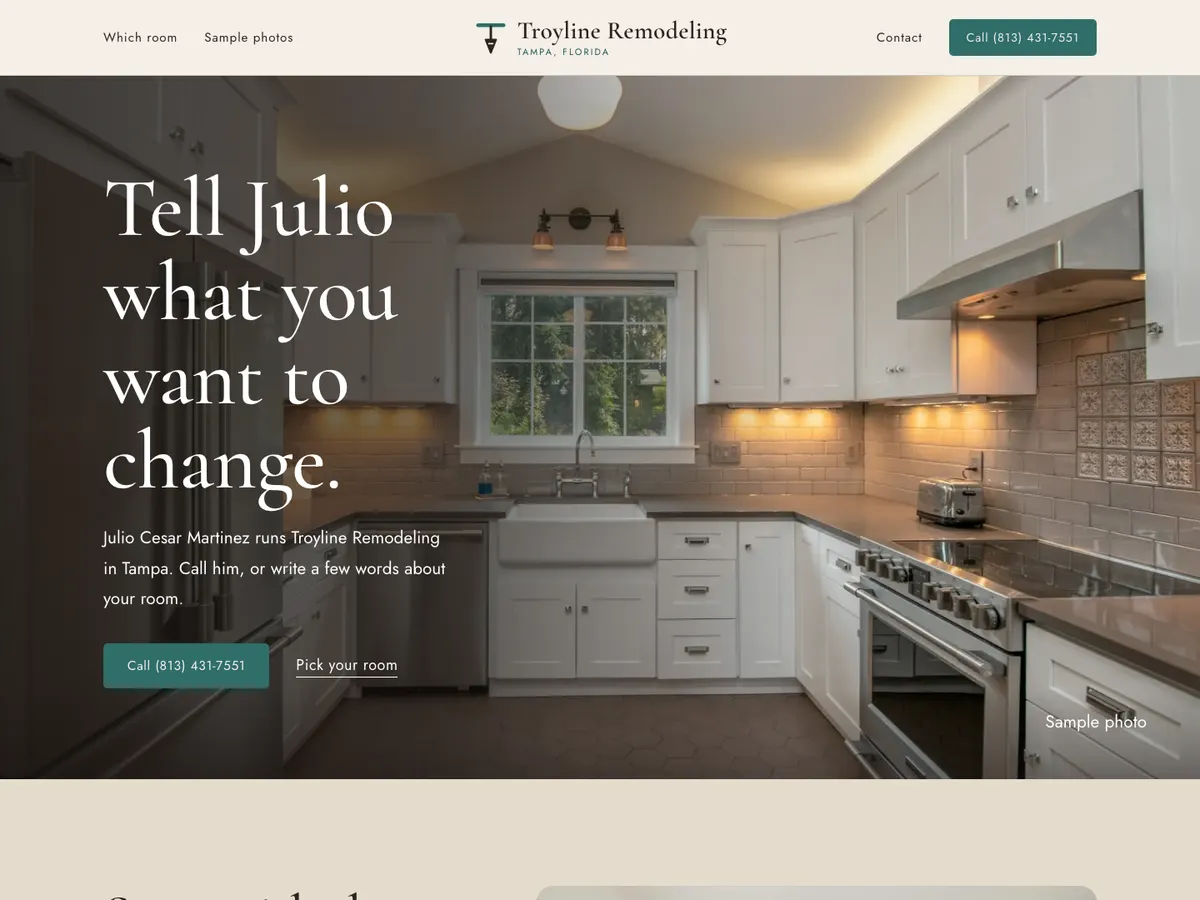 Which room
Sample photos
Troyline Remodeling
TAMPA, FLORIDA
Contact
Call (813) 431-7551
Tell Julio
what you
want to
change.
Julio Cesar Martinez runs Troyline Remodeling
in Tampa. Call him, or write a few words about
your room.
Call (813) 431-7551
Pick your room
Sample photo